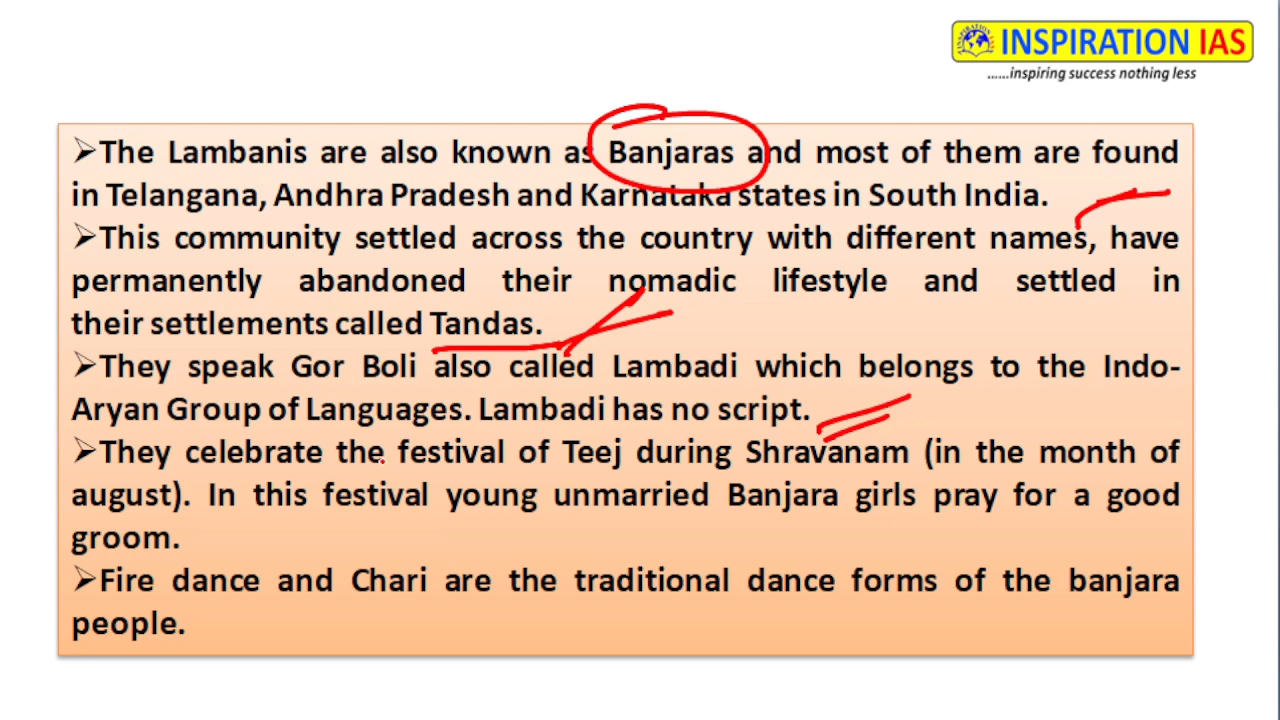 INSPIRATION IAS
......inspiring success nothing less
➢The Lambanis are also known as Banjaras and most of them are found
in Telangana, Andhra Pradesh and Karnataka states in South India.
➢This community settled across the country with different names, have
permanently abandoned their nomadic lifestyle and settled in
their settlements called Tandas.
➢They speak Gor Boli also called Lambadi which belongs to the Indo-
Aryan Group of Languages. Lambadi has no script.
➢They celebrate the festival of Teej during Shravanam (in the month of
august). In this festival young unmarried Banjara girls pray for a good
groom.
➢Fire dance and Chari are the traditional dance forms of the banjara
people.